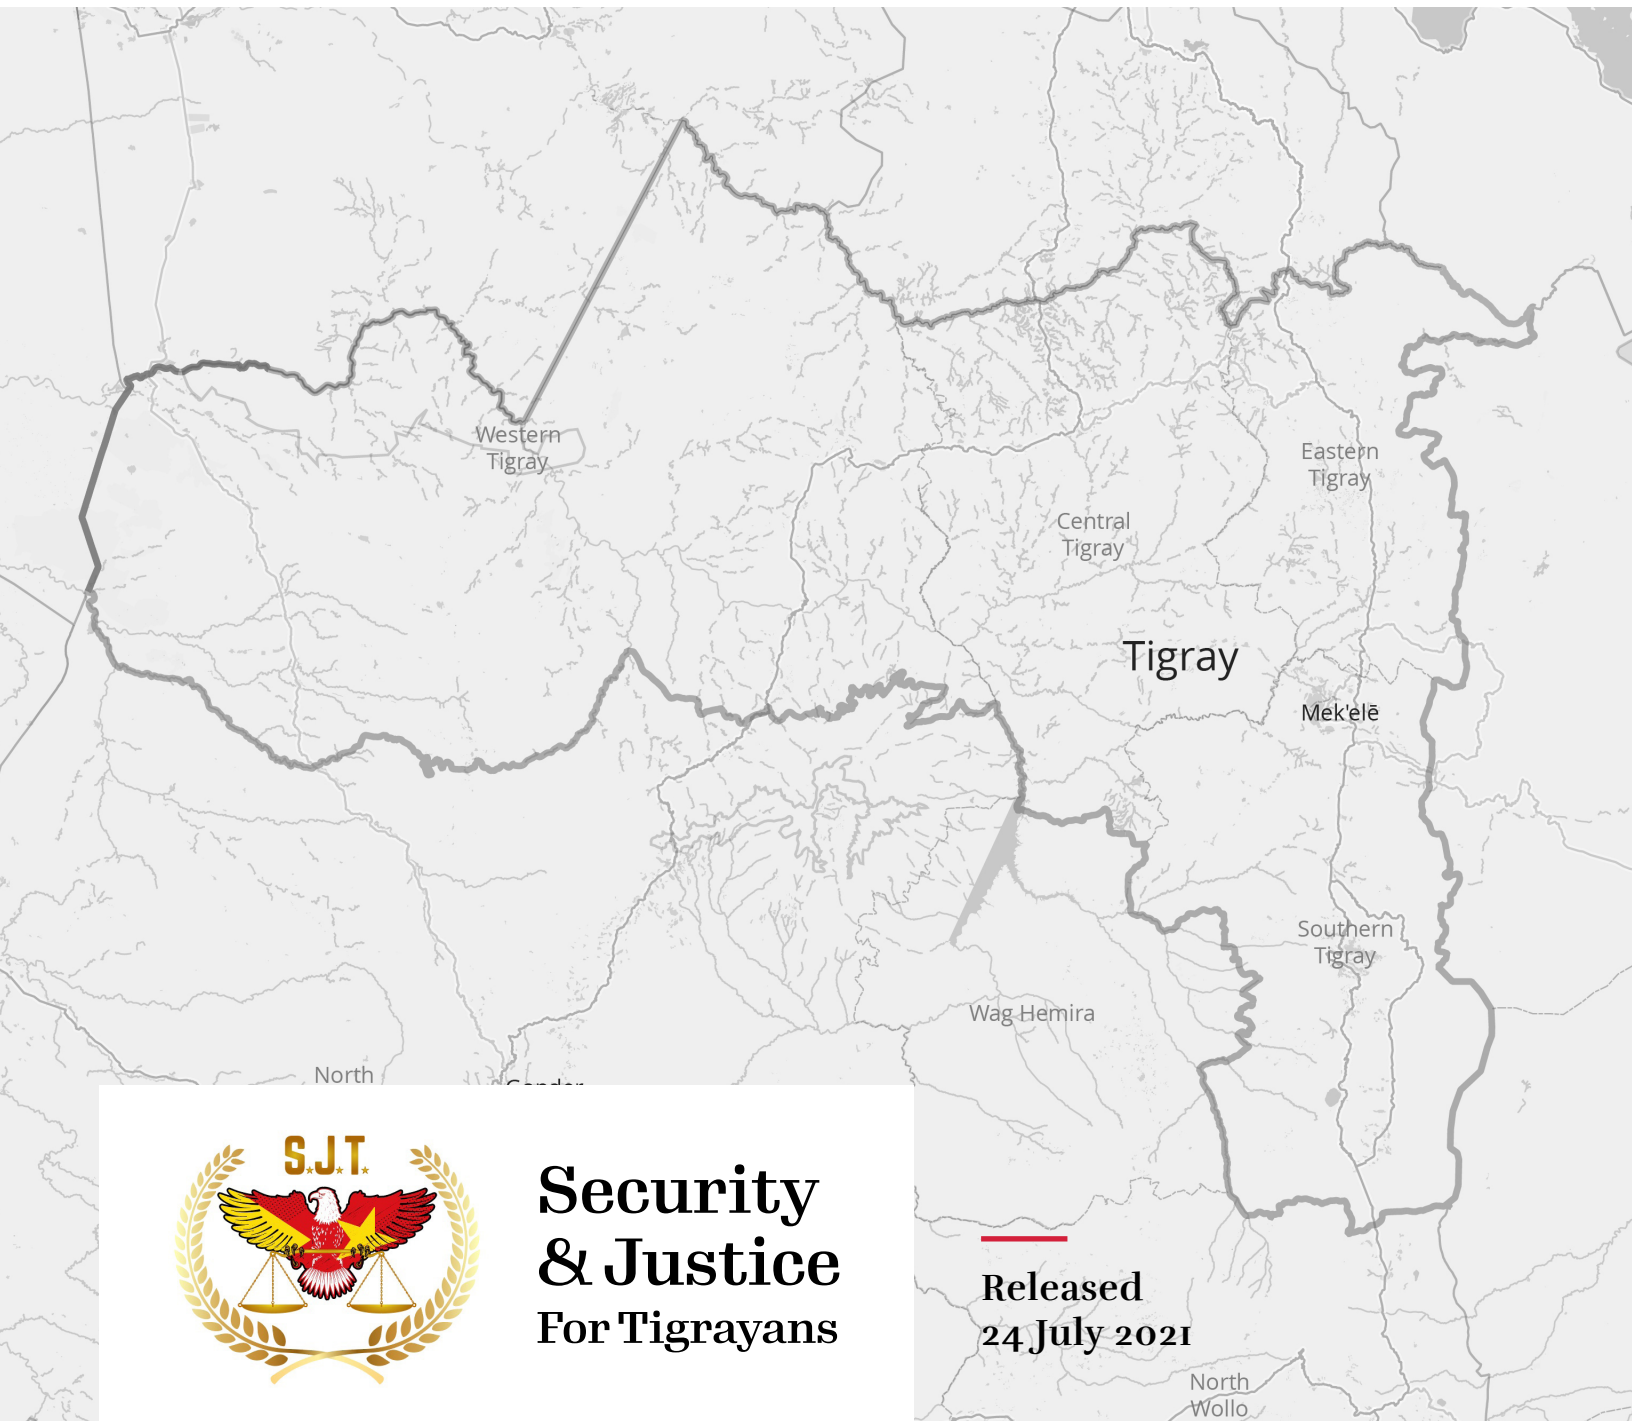 Western
Tigray
Eastern
Tigray
Central
Tigray
Tigray
Mek'elē
Southern
Tigray
Wag Hemira
North
Gonder
S.J.T.
Security
& Justice
For Tigrayans
Released
24 July 2021
North
Wollo